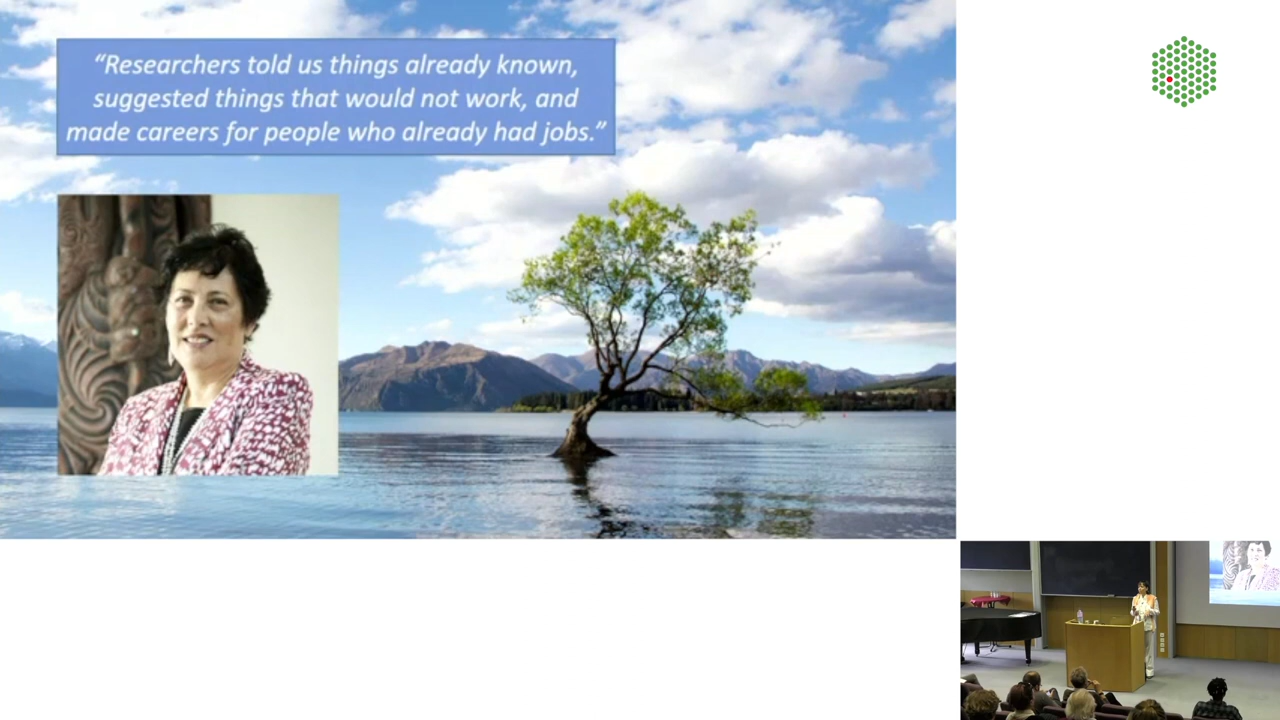 “Researchers told us things already known,
suggested things that would not work, and
made careers for people who already had jobs.”